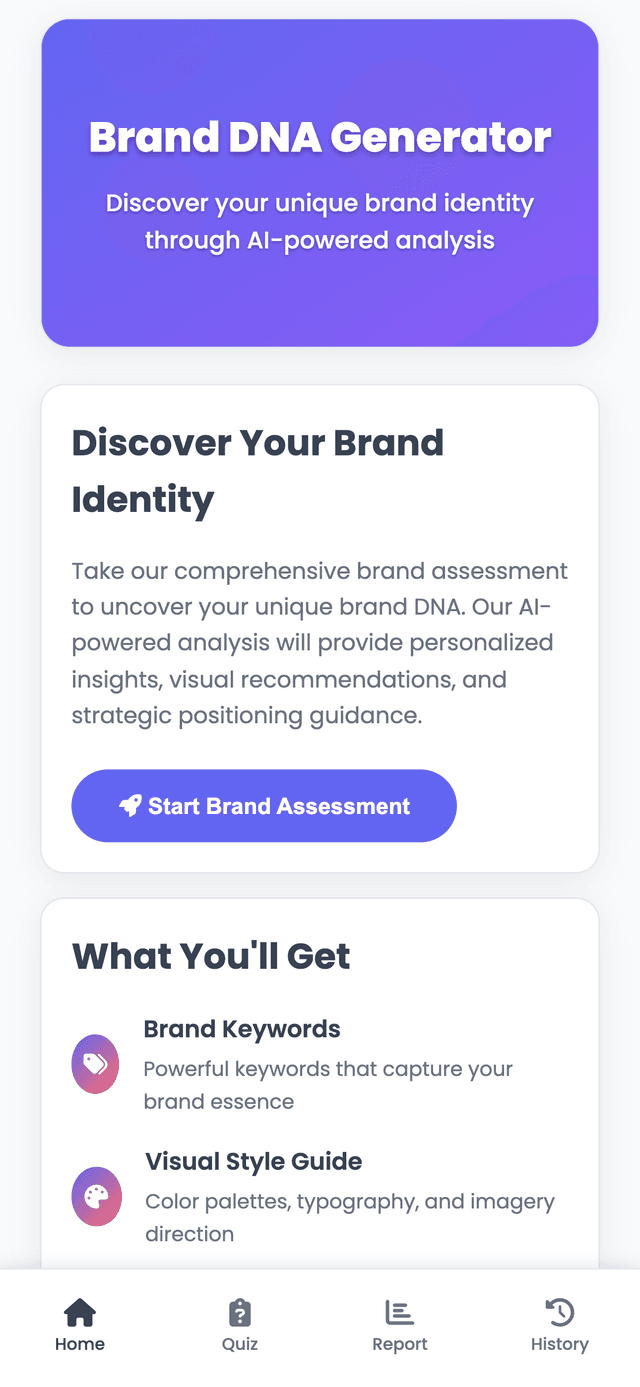 Brand DNA Generator
Discover your unique brand identity
through AI-powered analysis
Discover Your Brand
Identity
Take our comprehensive brand assessment
to uncover your unique brand DNA. Our AI-
powered analysis will provide personalized
insights, visual recommendations, and
strategic positioning guidance.
Start Brand Assessment
What You'll Get
Brand Keywords
Powerful keywords that capture your
brand essence
Visual Style Guide
Color palettes, typography, and imagery
direction
Home
Quiz
Report
History